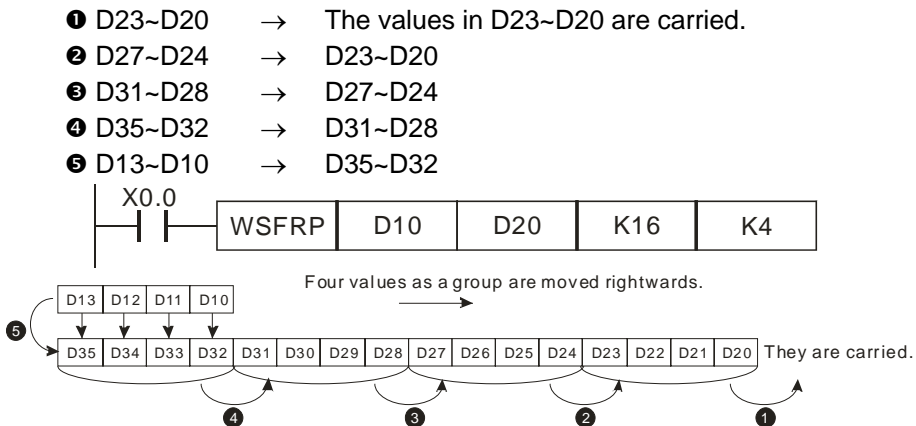 ❶ D23~D20 → The values in D23~D20 are carried.
❷ D27~D24 → D23~D20
❸ D31~D28 → D27~D24
❹ D35~D32 → D31~D28
❺ D13~D10 → D35~D32
X0.0
WSFRP D10 D20 K16 K4
Four values as a group are moved rightwards.
D13 D12 D11 D10
❺
D35 D34 D33 D32 D31 D30 D29 D28 D27 D26 D25 D24 D23 D22 D21 D20 They are carried.
❹ ❸ ❷ ❶